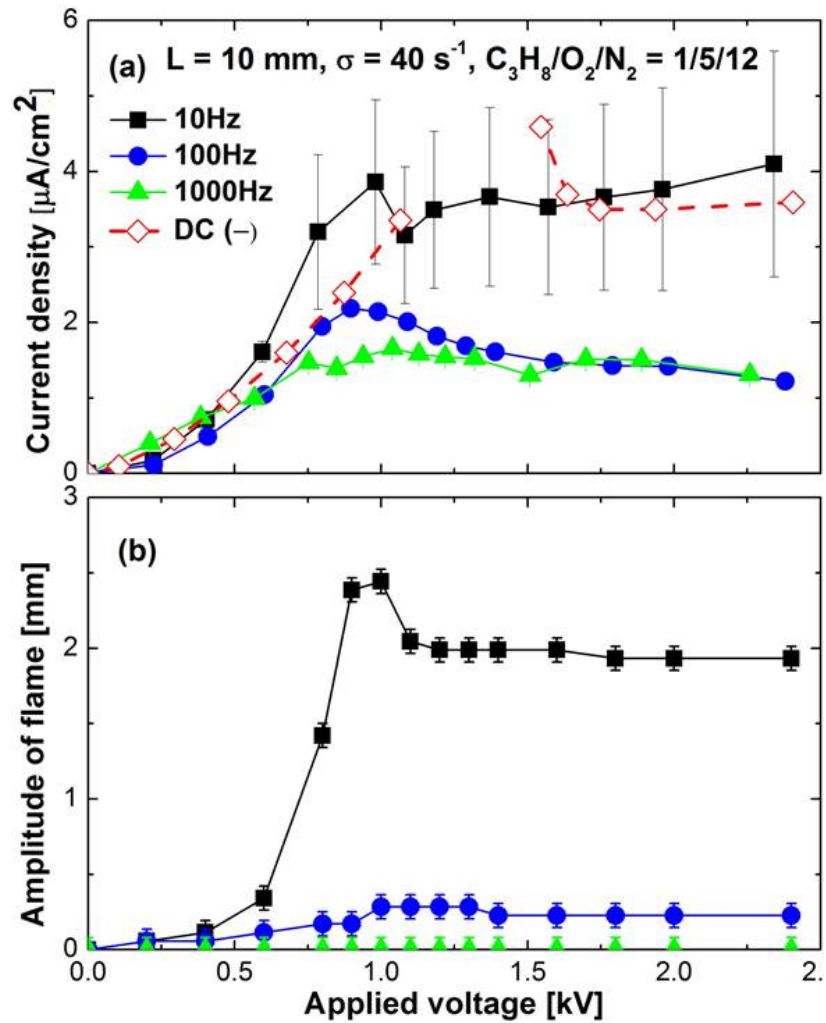 (a) L = 10 mm, σ = 40 s⁻¹, C₃H₈/O₂/N₂ = 1/5/12
10Hz
100Hz
1000Hz
DC (−)
Current density [μA/cm²]
6
4
2
0
(b)
Amplitude of flame [mm]
3
2
1
0
0.0 0.5 1.0 1.5 2.0 2.
Applied voltage [kV]